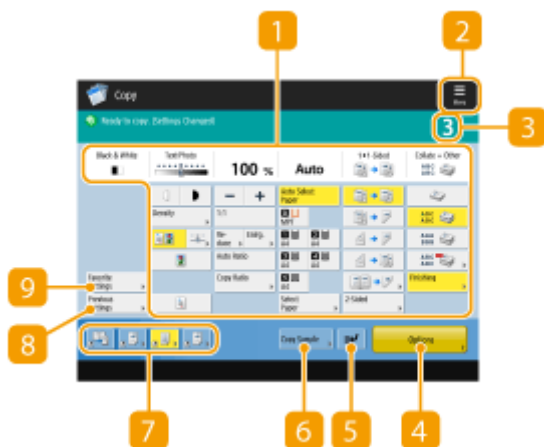 1
2
Copy
Menu
Ready to copy. (Settings Changed)
3
3
Black & White
Text/Photo
100 %
Auto
1▸1-Sided
Collate + Other
Auto Select
Paper
Density
1:1
Auto Ratio
Copy Ratio
Finishing
9
Favorite
Settings
Previous
Settings
Select
Paper
2-Sided
8
Copy Sample
Options
7
6
5
4